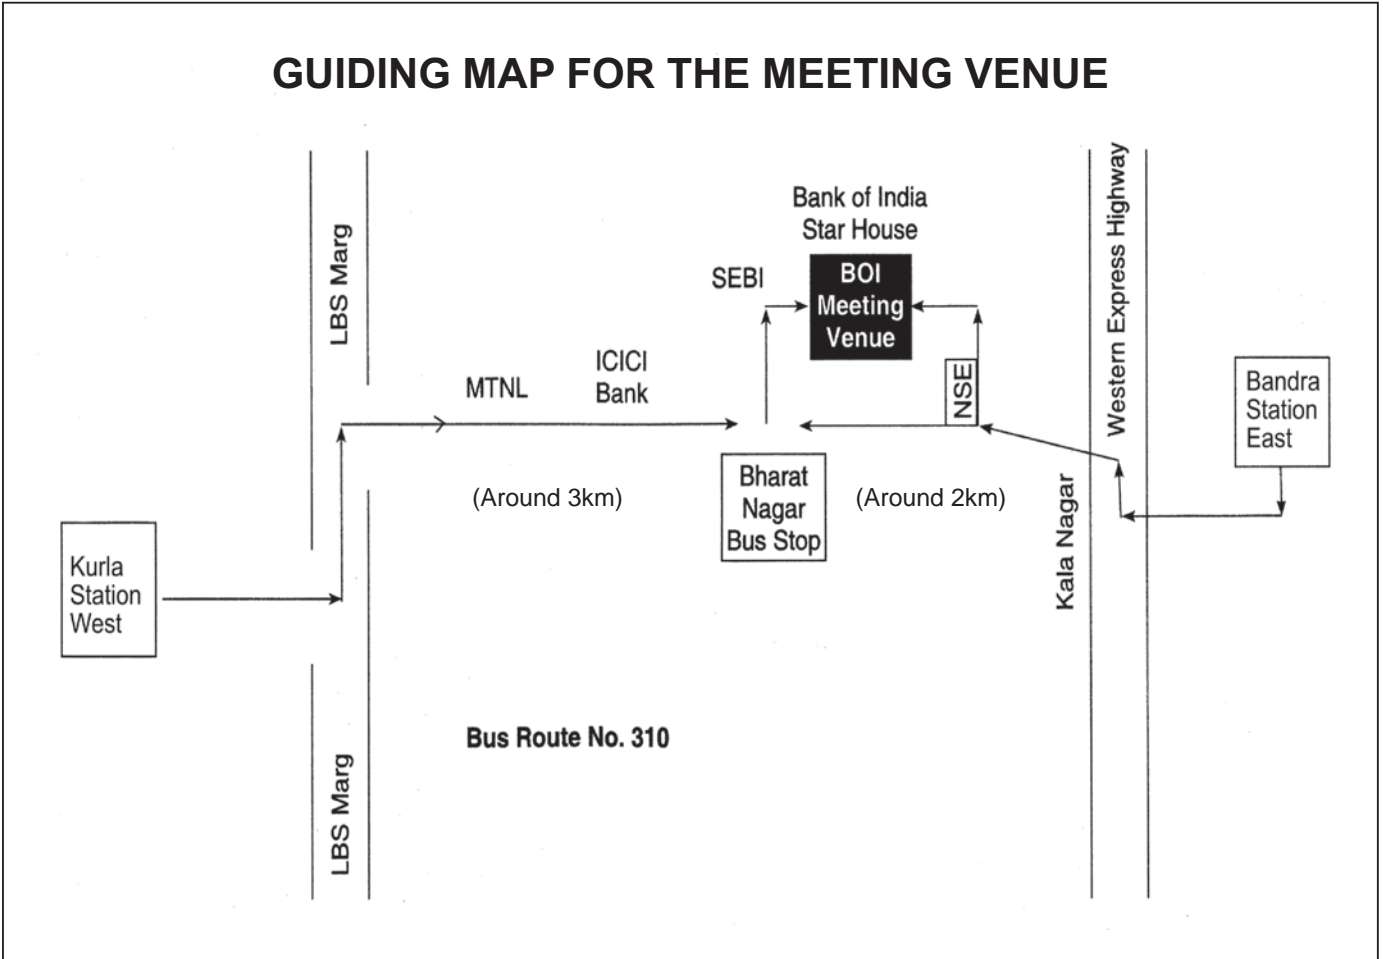 GUIDING MAP FOR THE MEETING VENUE
LBS Marg
Western Express Highway
Bank of India
Star House
SEBI
BOI
Meeting
Venue
MTNL
ICICI
Bank
NSE
Bandra
Station
East
(Around 3km)
Bharat
Nagar
Bus Stop
(Around 2km)
Kala Nagar
Kurla
Station
West
Bus Route No. 310
LBS Marg